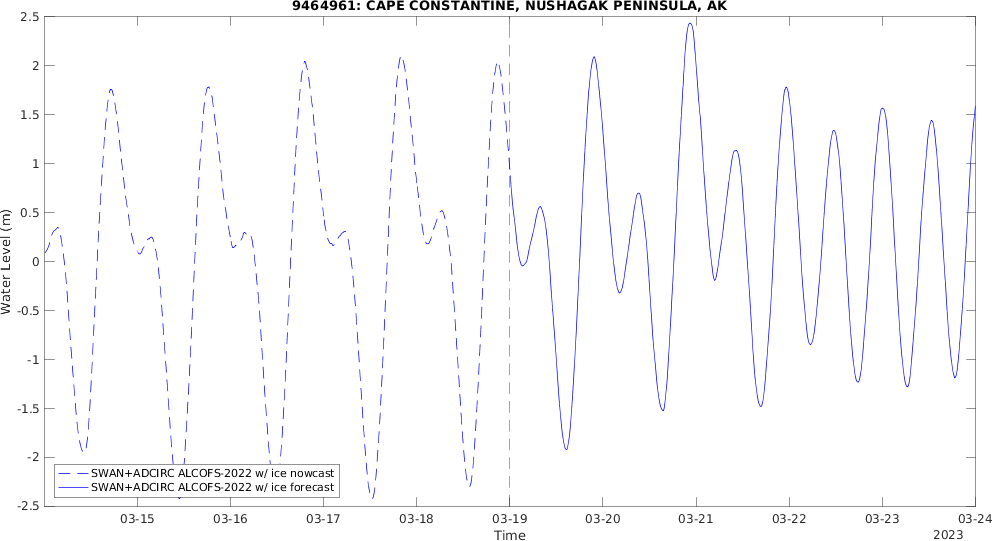 9464961: CAPE CONSTANTINE, NUSHAGAK PENINSULA, AK
2.5
2
1.5
1
0.5
0
-0.5
-1
-1.5
-2
-2.5
Water Level (m)
SWAN+ADCIRC ALCOFS-2022 w/ ice nowcast
SWAN+ADCIRC ALCOFS-2022 w/ ice forecast
03-15 03-16 03-17 03-18 03-19 03-20 03-21 03-22 03-23 03-24
Time
2023